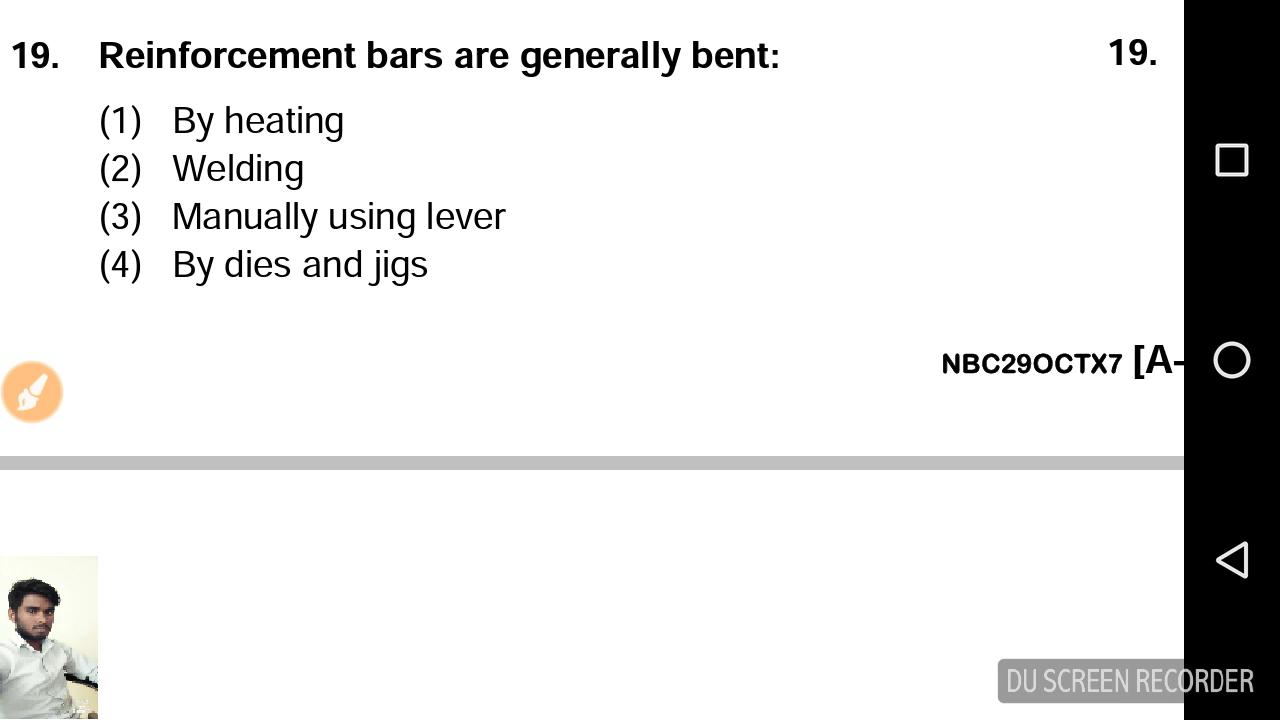 19. Reinforcement bars are generally bent: 19.
(1) By heating
(2) Welding
(3) Manually using lever
(4) By dies and jigs
NBC29OCTX7 [A-
DU SCREEN RECORDER